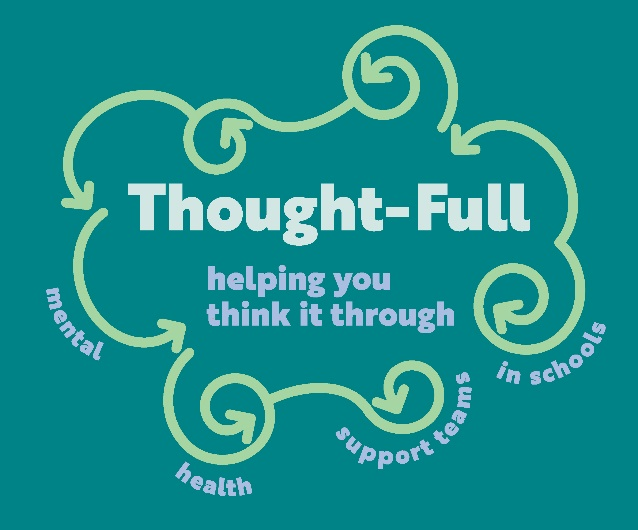 Thought-Full
helping you
think it through
mental
health
support teams
in schools